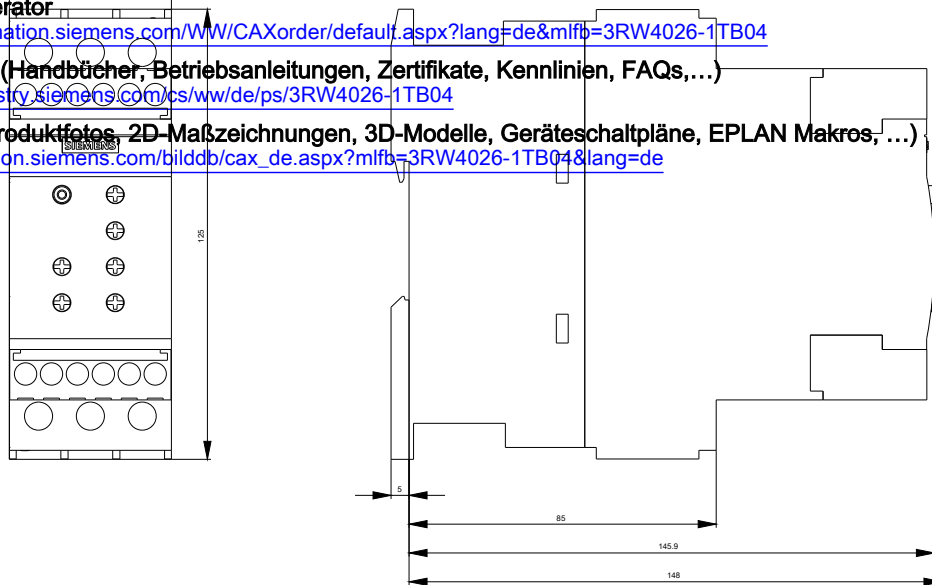 erator
nation.siemens.com/WW/CAXorder/default.aspx?lang=de&mlfb=3RW4026-1TB04
(Handbücher, Betriebsanleitungen, Zertifikate, Kennlinien, FAQs,...)
stry.siemens.com/cs/ww/de/ps/3RW4026-1TB04
roduktfotos, 2D-Maßzeichnungen, 3D-Modelle, Geräteschaltpläne, EPLAN Makros, ...)
SIEMENS
on.siemens.com/bilddb/cax_de.aspx?mlfb=3RW4026-1TB04&lang=de
125
5
85
145.9
148